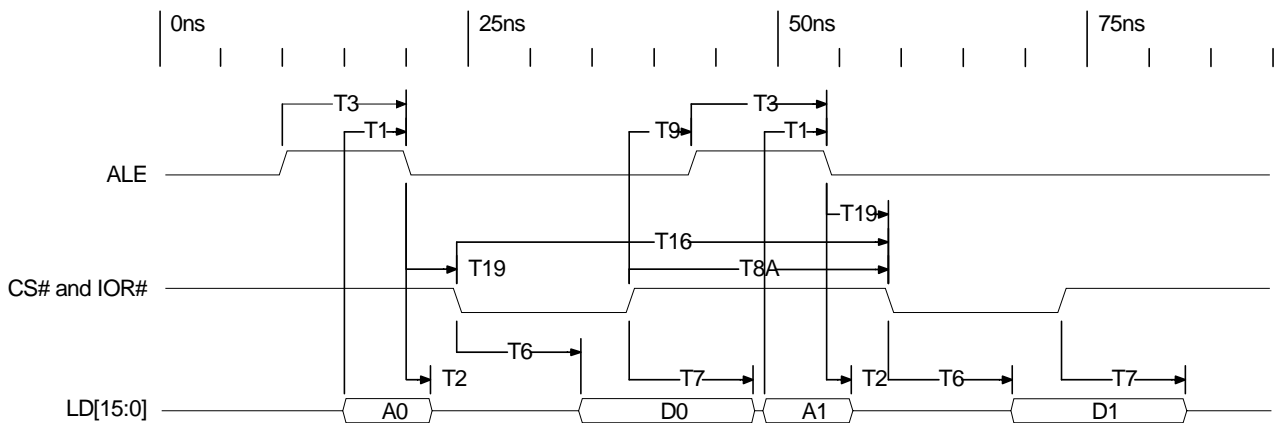 0ns 25ns 50ns 75ns
T3 T3
T1 T9 T1
ALE
T19
T16
T19 T8A
CS# and IOR#
T6
T2 T7 T2 T6 T7
LD[15:0] A0 D0 A1 D1